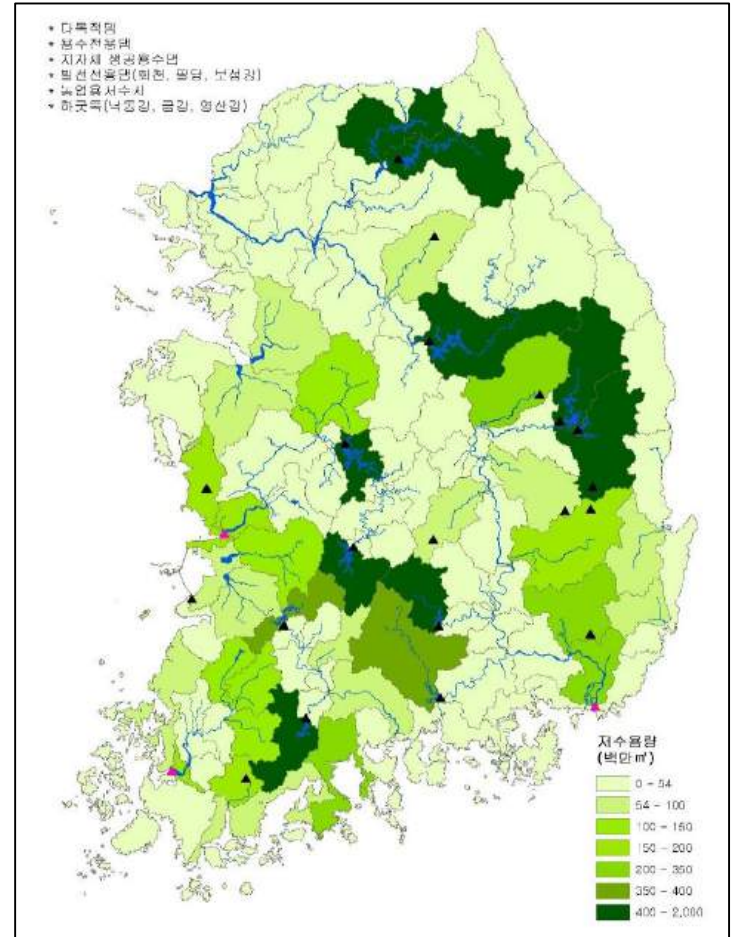 * 다목적댐
* 용수전용댐
* 지자체 생공용수댐
* 발전전용댐(화천, 팔당, 보성강)
* 농업용저수지
* 하굿둑(낙동강, 금강, 영산강)
저수용량
(백만 ㎥)
0 - 54
54 - 100
100 - 150
150 - 200
200 - 350
350 - 400
400 - 2,000